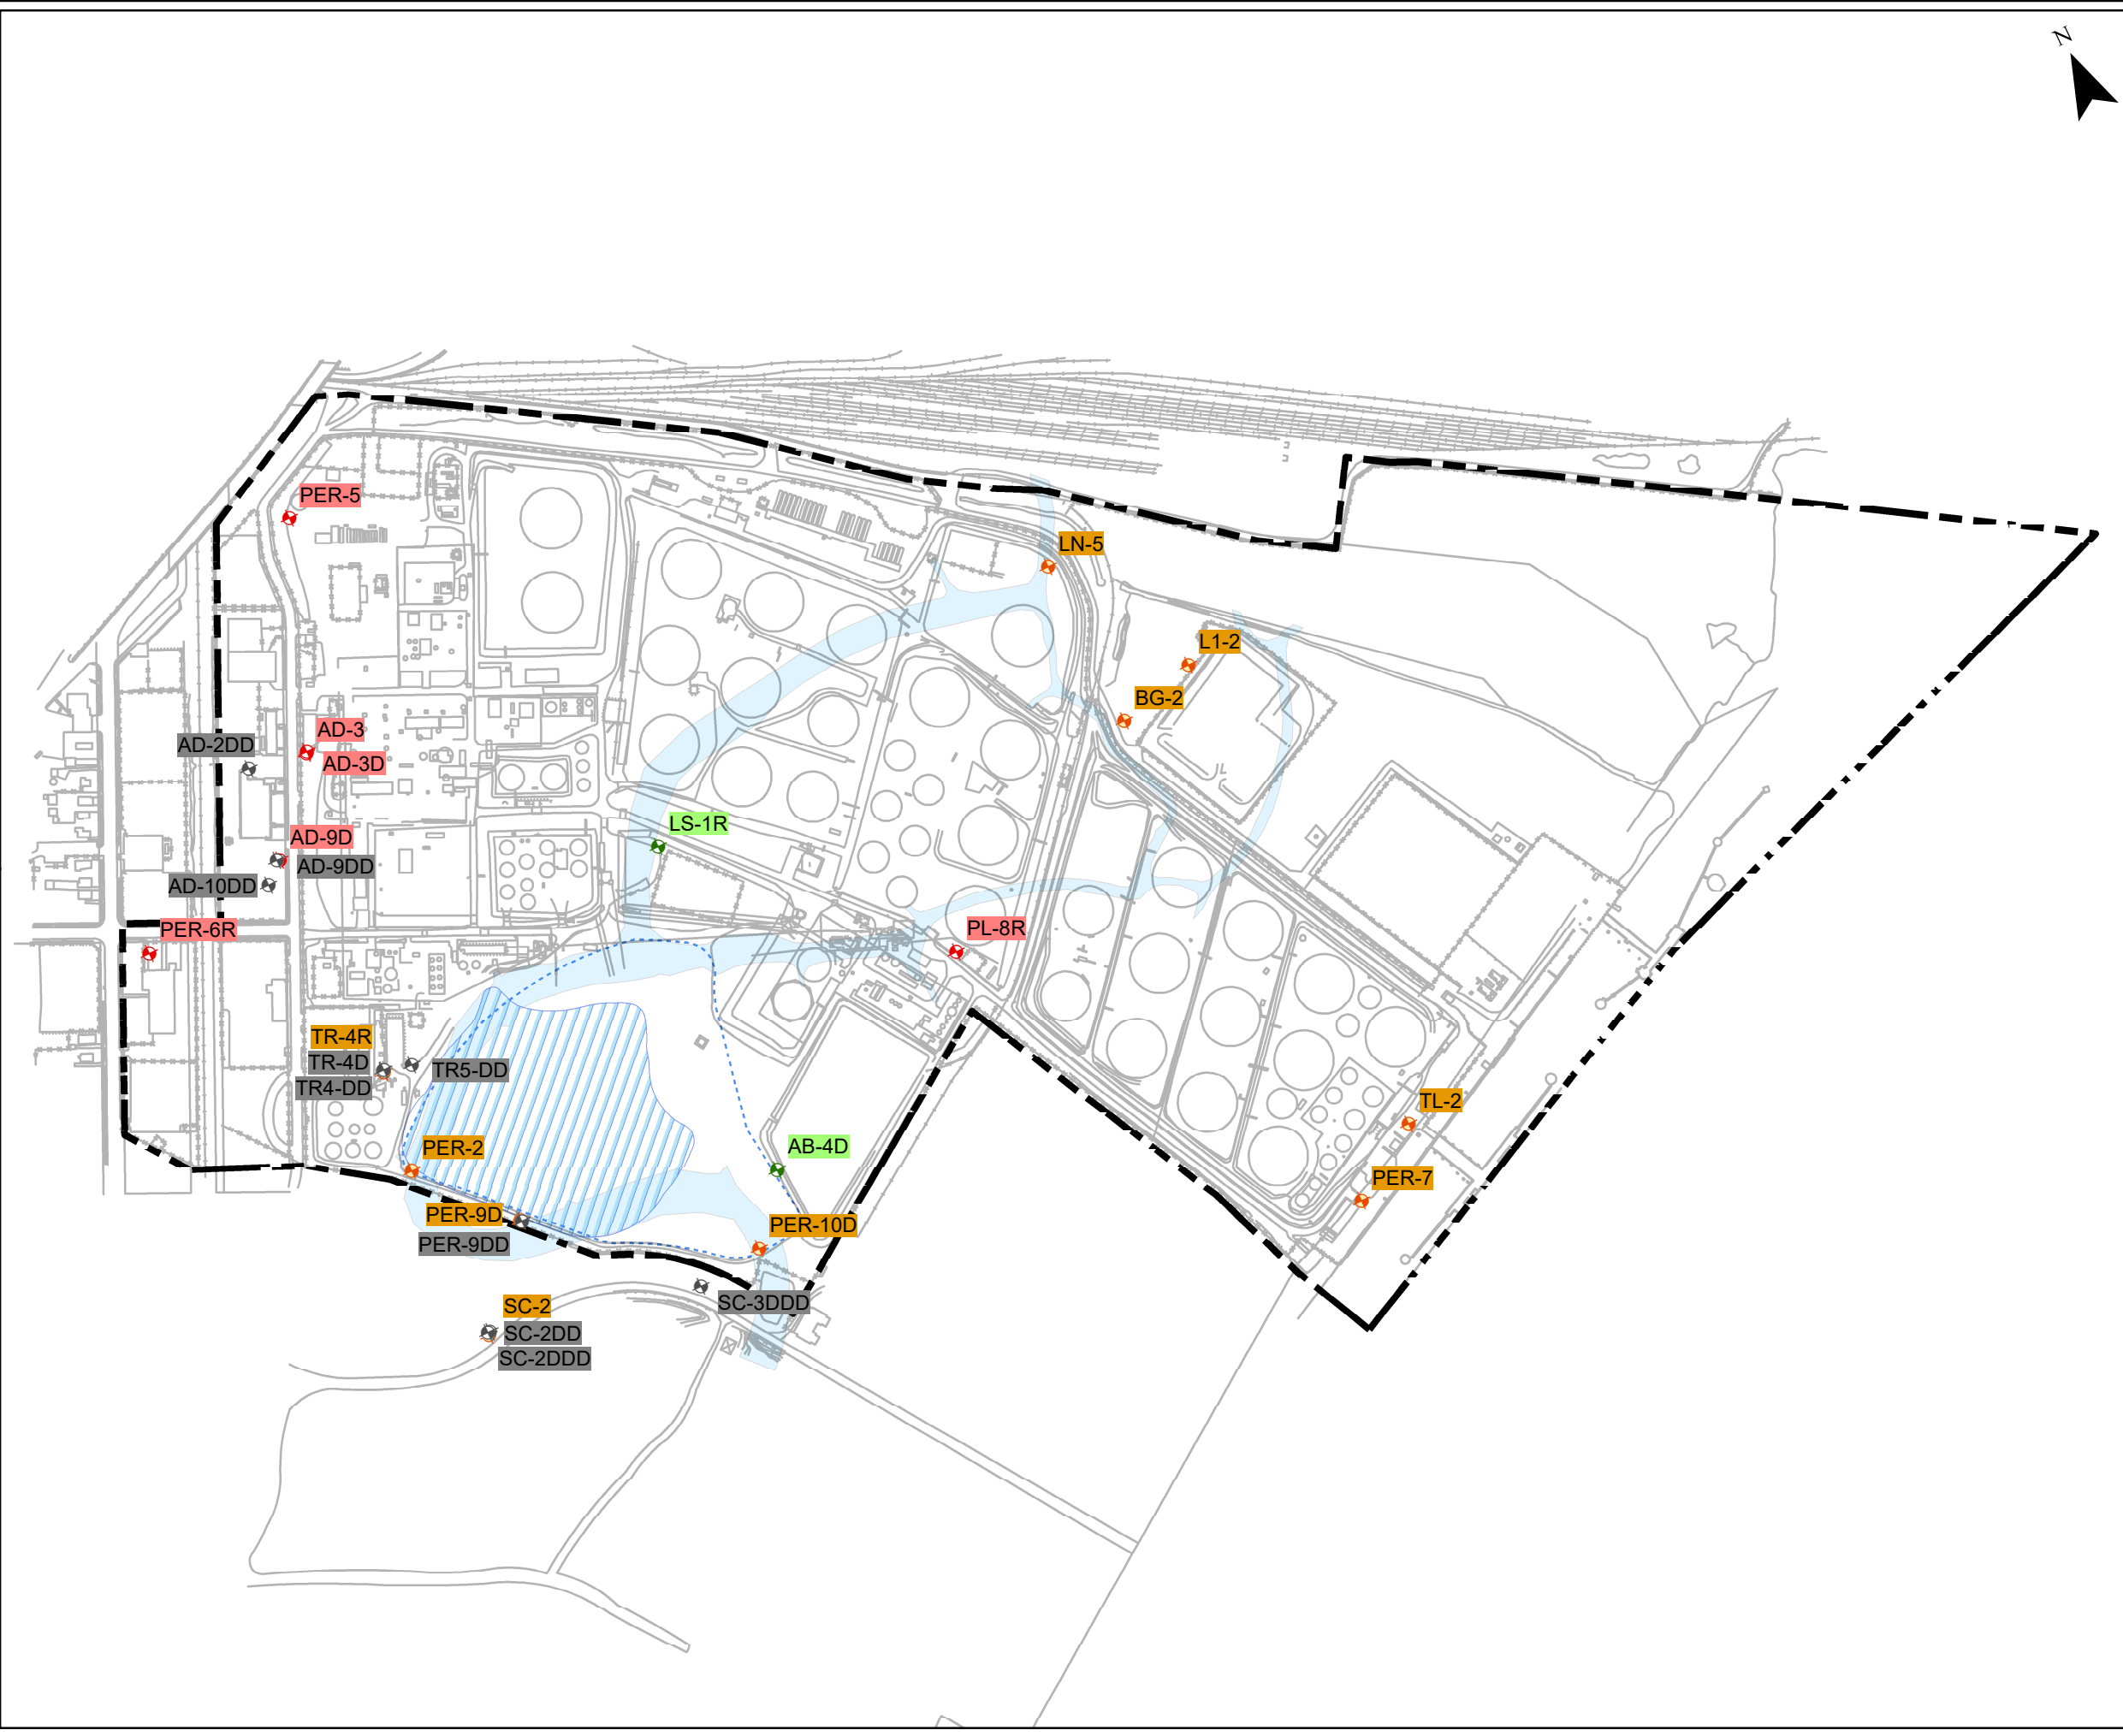 N
PER-5
LN-5
L1-2
BG-2
AD-3
AD-2DD
AD-3D
LS-1R
AD-9D
AD-9DD
AD-10DD
PER-6R
PL-8R
TR-4R
TR-4D
TR5-DD
TR4-DD
TL-2
PER-2
AB-4D
PER-7
PER-9D
PER-10D
PER-9DD
SC-3DDD
SC-2
SC-2DD
SC-2DDD